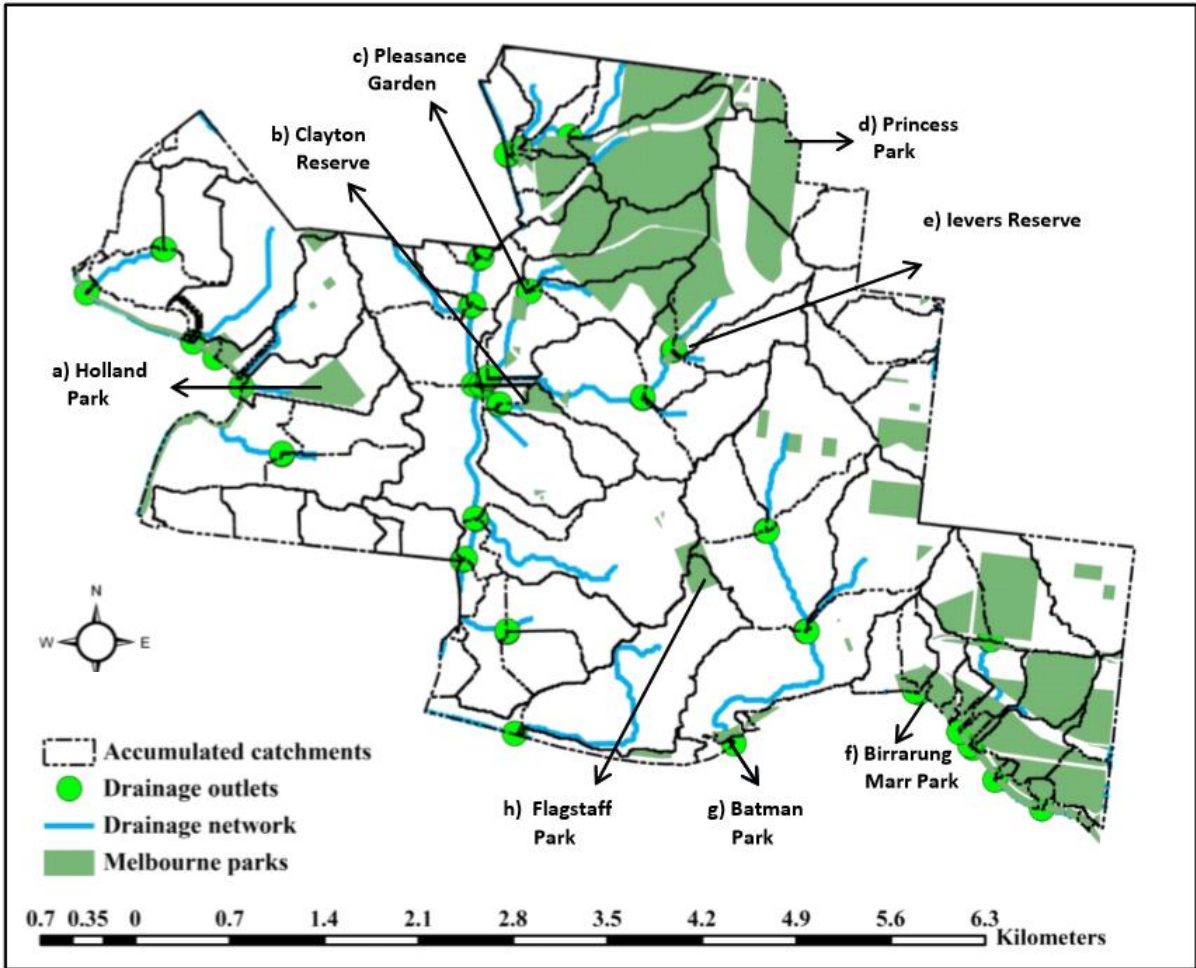 c) Pleasance
Garden
b) Clayton
Reserve
d) Princess
Park
e) Ievers Reserve
a) Holland
Park
N
W
E
S
f) Birrarung
Marr Park
h) Flagstaff
Park
g) Batman
Park
Accumulated catchments
Drainage outlets
Drainage network
Melbourne parks
0.7 0.35 0 0.7 1.4 2.1 2.8 3.5 4.2 4.9 5.6 6.3
Kilometers